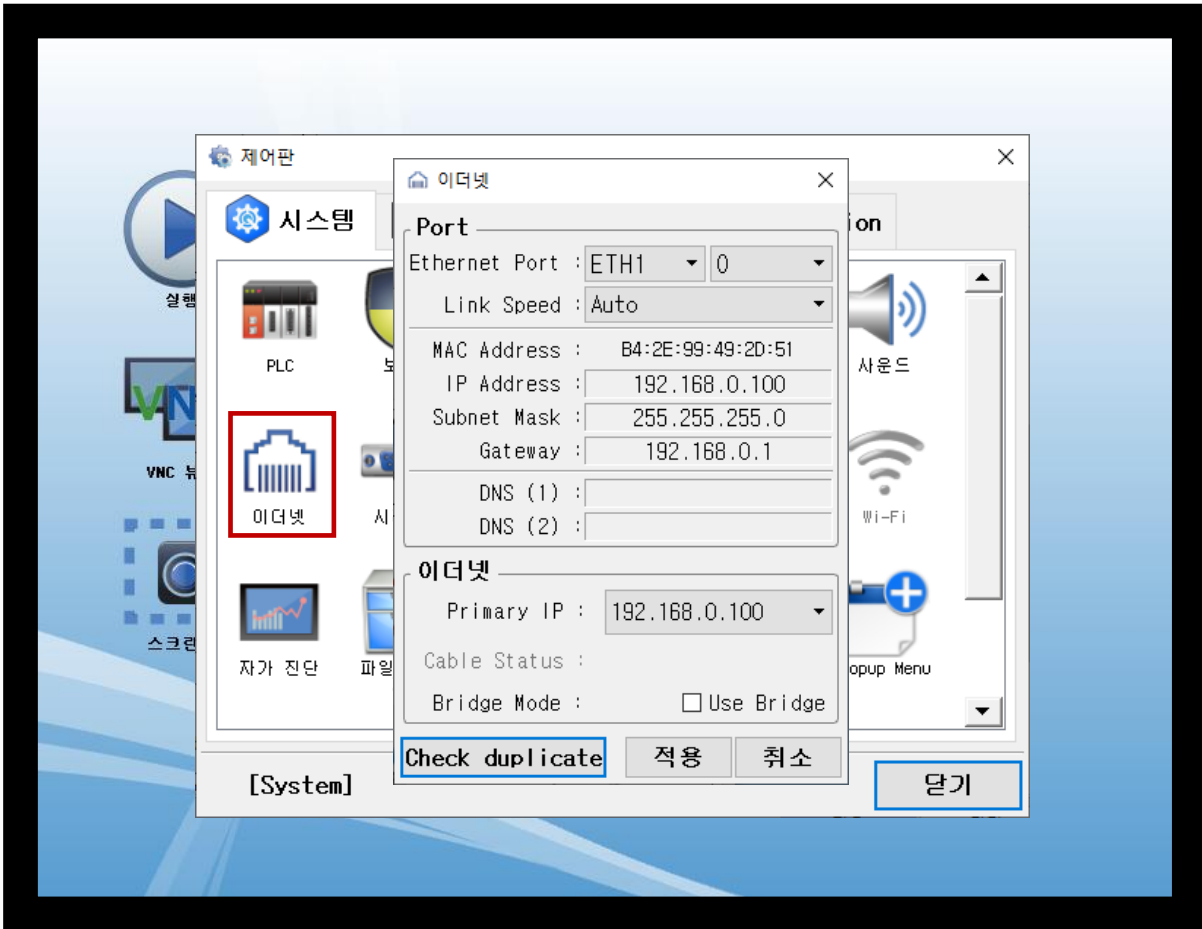 제어판
이더넷
시스템
Port
Ethernet Port : ETH1 0
Link Speed : Auto
MAC Address : B4:2E:99:49:2D:51
IP Address : 192.168.0.100
Subnet Mask : 255.255.255.0
Gateway : 192.168.0.1
DNS (1) :
DNS (2) :
이더넷
Primary IP : 192.168.0.100
Cable Status :
Bridge Mode : Use Bridge
Check duplicate 적용 취소
실행
PLC
사운드
VNC
이더넷
Wi-Fi
자가 진단
Menu
[System]
닫기